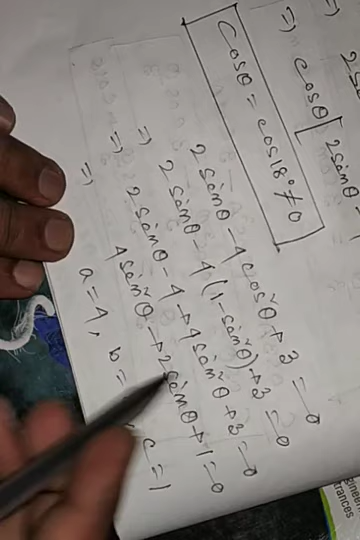 2sinθ
⇒ cosθ[2sinθ -
cosθ = cos18° ≠ 0
2sinθ - 4cos²θ + 3 = 0
⇒ 2sinθ - 4(1-sin²θ) + 3 = 0
⇒ 2sinθ - 4 + 4sin²θ + 3 = 0
⇒ 4sin²θ + 2sinθ + 1 = 0
a = 4, b = , c = 1